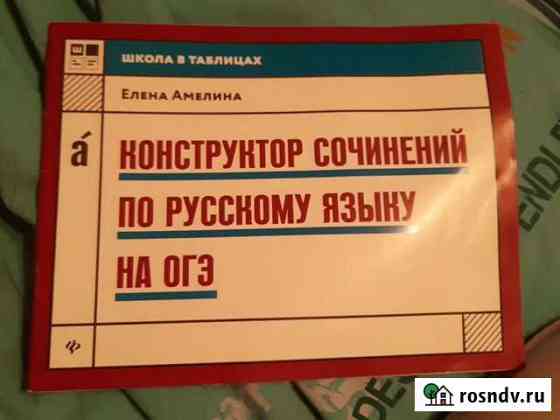 ШКОЛА В ТАБЛИЦАХ
ЕЛЕНА АМЕЛИНА
а́
КОНСТРУКТОР СОЧИНЕНИЙ
ПО РУССКОМУ ЯЗЫКУ
НА ОГЭ
rosndv.ru